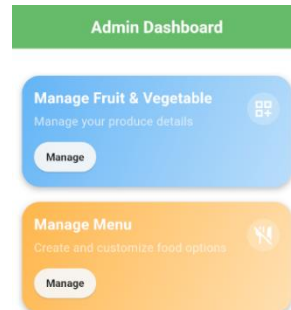 Admin Dashboard
Manage Fruit & Vegetable
Manage your produce details
Manage
Manage Menu
Create and customize food options
Manage